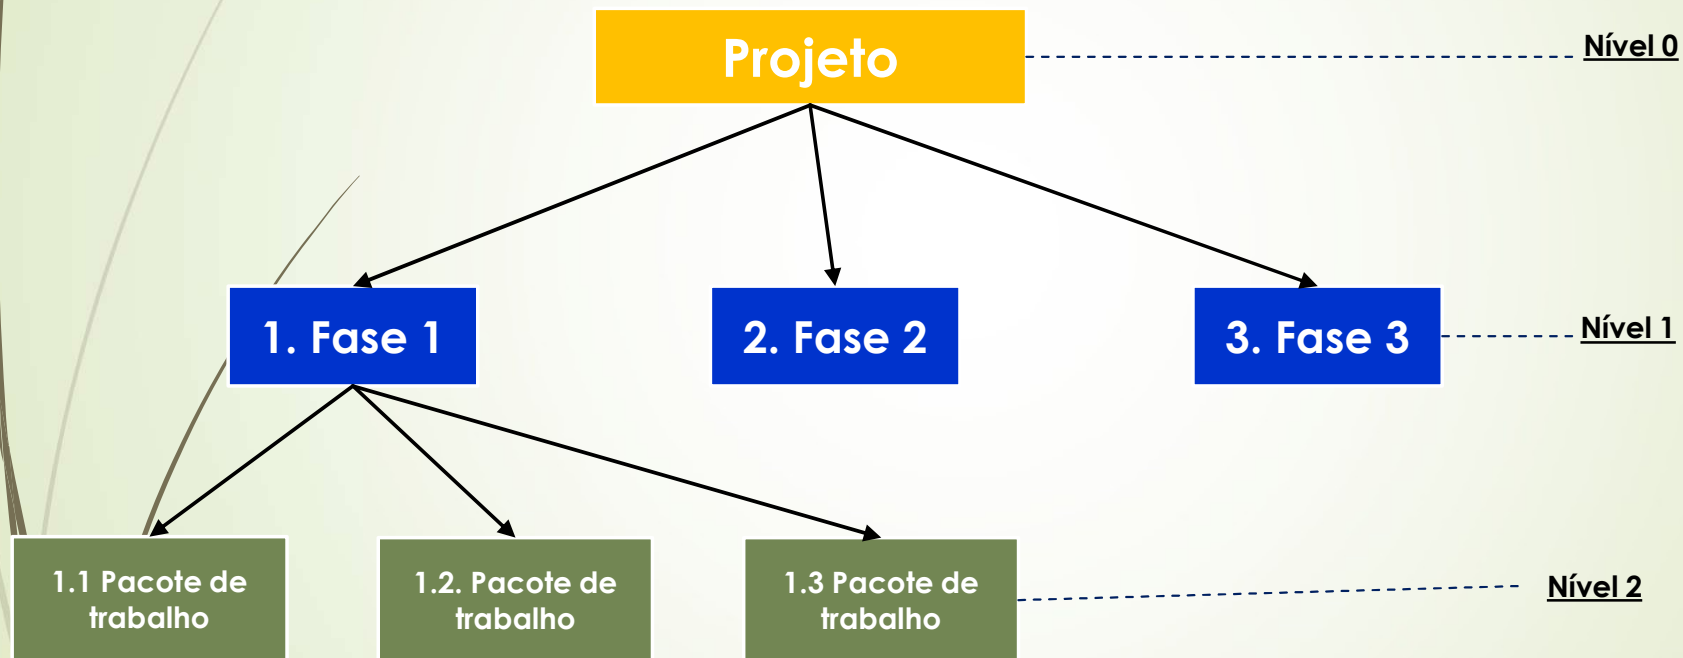 Projeto
Nível 0
1. Fase 1
2. Fase 2
3. Fase 3
Nível 1
1.1 Pacote de
trabalho
1.2. Pacote de
trabalho
1.3 Pacote de
trabalho
Nível 2